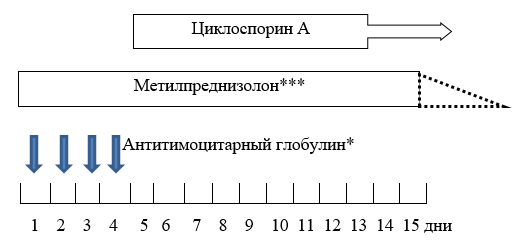 Циклоспорин А
Метилпреднизолон***
Антитимоцитарный глобулин*
1 2 3 4 5 6 7 8 9 10 11 12 13 14 15 дни